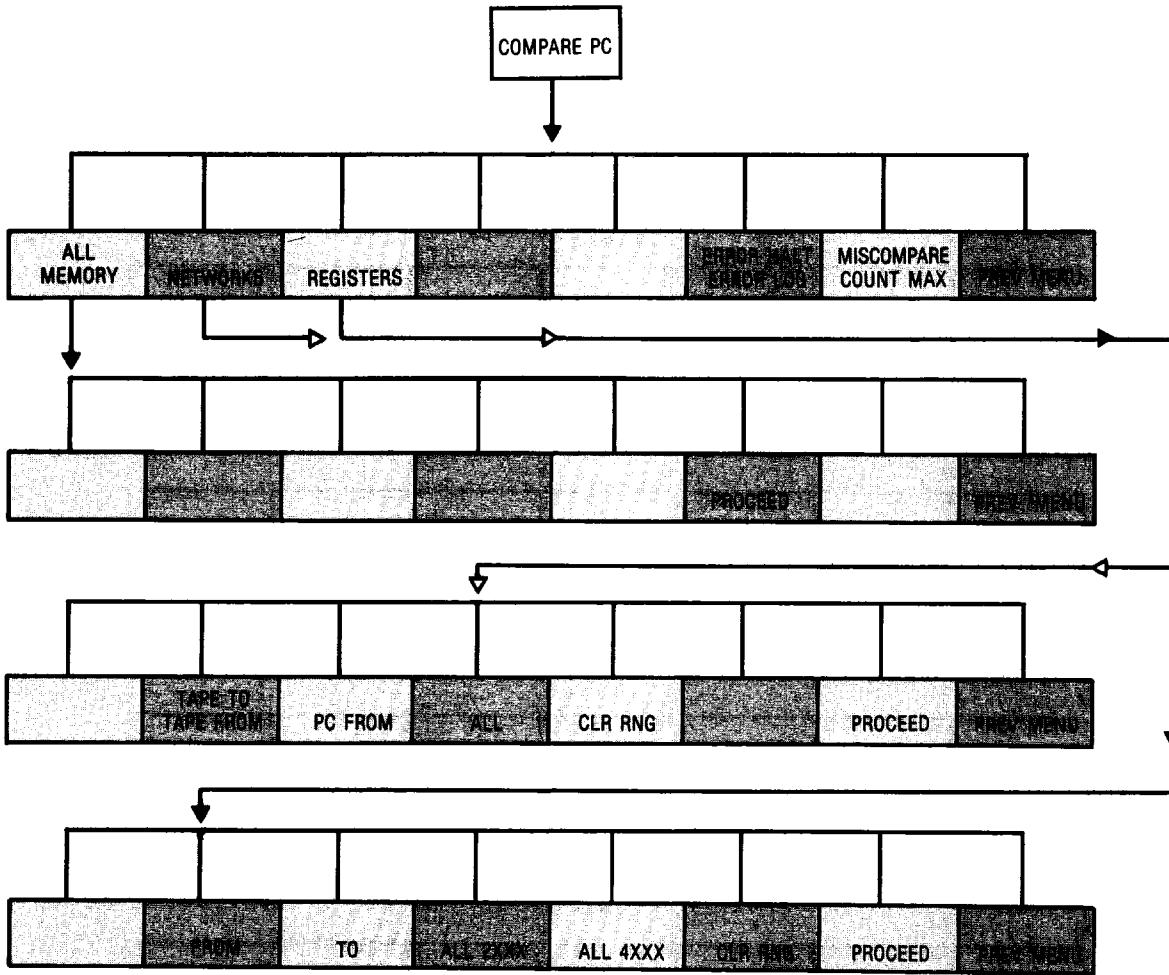 COMPARE PC
ALL
MEMORY
NETWORKS
REGISTERS
ERROR HALT
ERROR LOG
MISCOMPARE
COUNT MAX
PREV MENU
PROCEED
PREV MENU
TAPE TO
TAPE FROM
PC FROM
ALL
CLR RNG
PROCEED
PREV MENU
FROM
TO
ALL 2XXX
ALL 4XXX
CLR RNG
PROCEED
PREV MENU